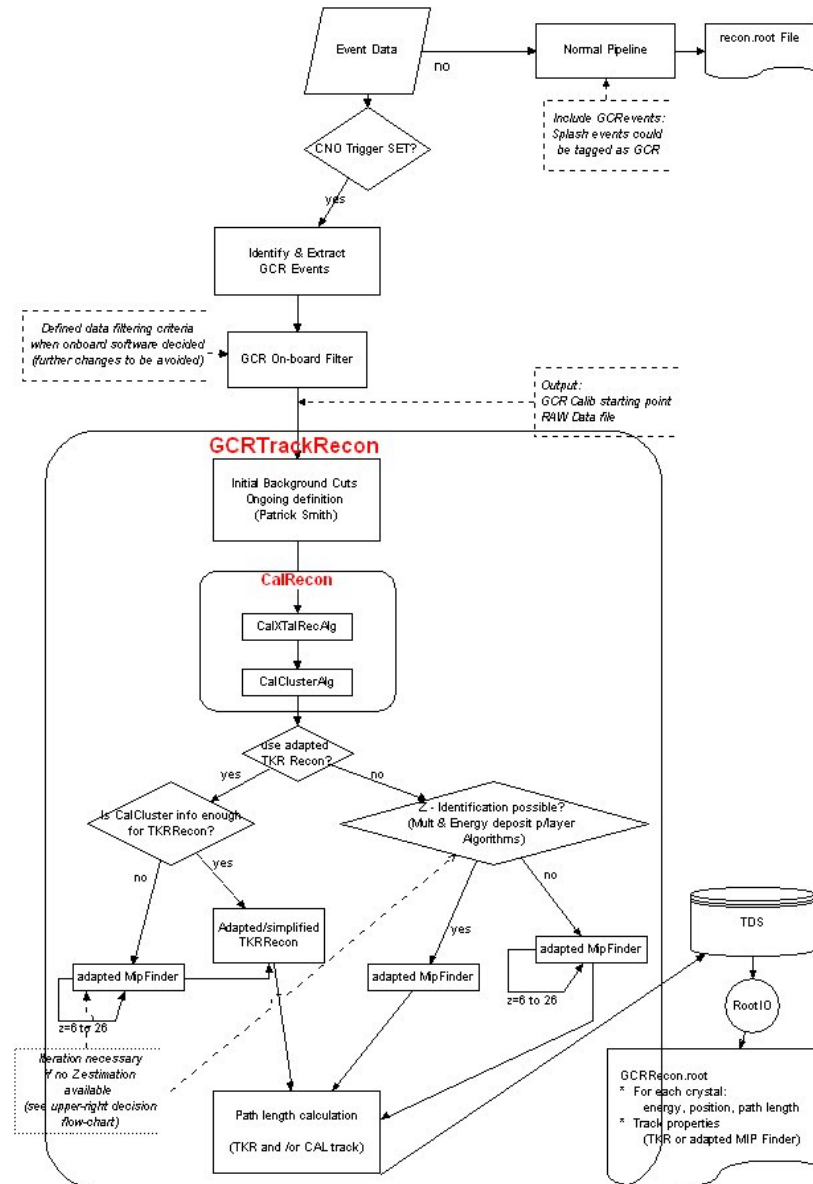 Event Data
no
Normal Pipeline
recon.root File
Include GCRevents:
Splash events could
be tagged as GCR
CNO Trigger SET?
yes
Identify & Extract
GCR Events
Defined data filtering criteria
when onboard software decided
(further changes to be avoided)
GCR On-board Filter
Output:
GCR Calib starting point
RAW Data file
GCRTrackRecon
Initial Background Cuts
Ongoing definition
(Patrick Smith)
CalRecon
CalXTalRecAlg
CalClusterAlg
use adapted
TKR Recon?
yes
no
Is CalCluster info enough
for TKRRecon?
Z - Identification possible?
(Mult & Energy deposit p/layer
Algorithms)
no
yes
yes
no
Adapted/simplified
TKRRecon
TDS
adapted MipFinder
adapted MipFinder
adapted MipFinder
z=6 to 26
z=6 to 26
RootIO
Iteration necessary
if no Z estimation
available
(see upper-right decision
flow-chart)
Path length calculation
(TKR and /or CAL track)
GCRRecon.root
* For each crystal:
energy, position, path length
* Track properties
(TKR or adapted MIP Finder)